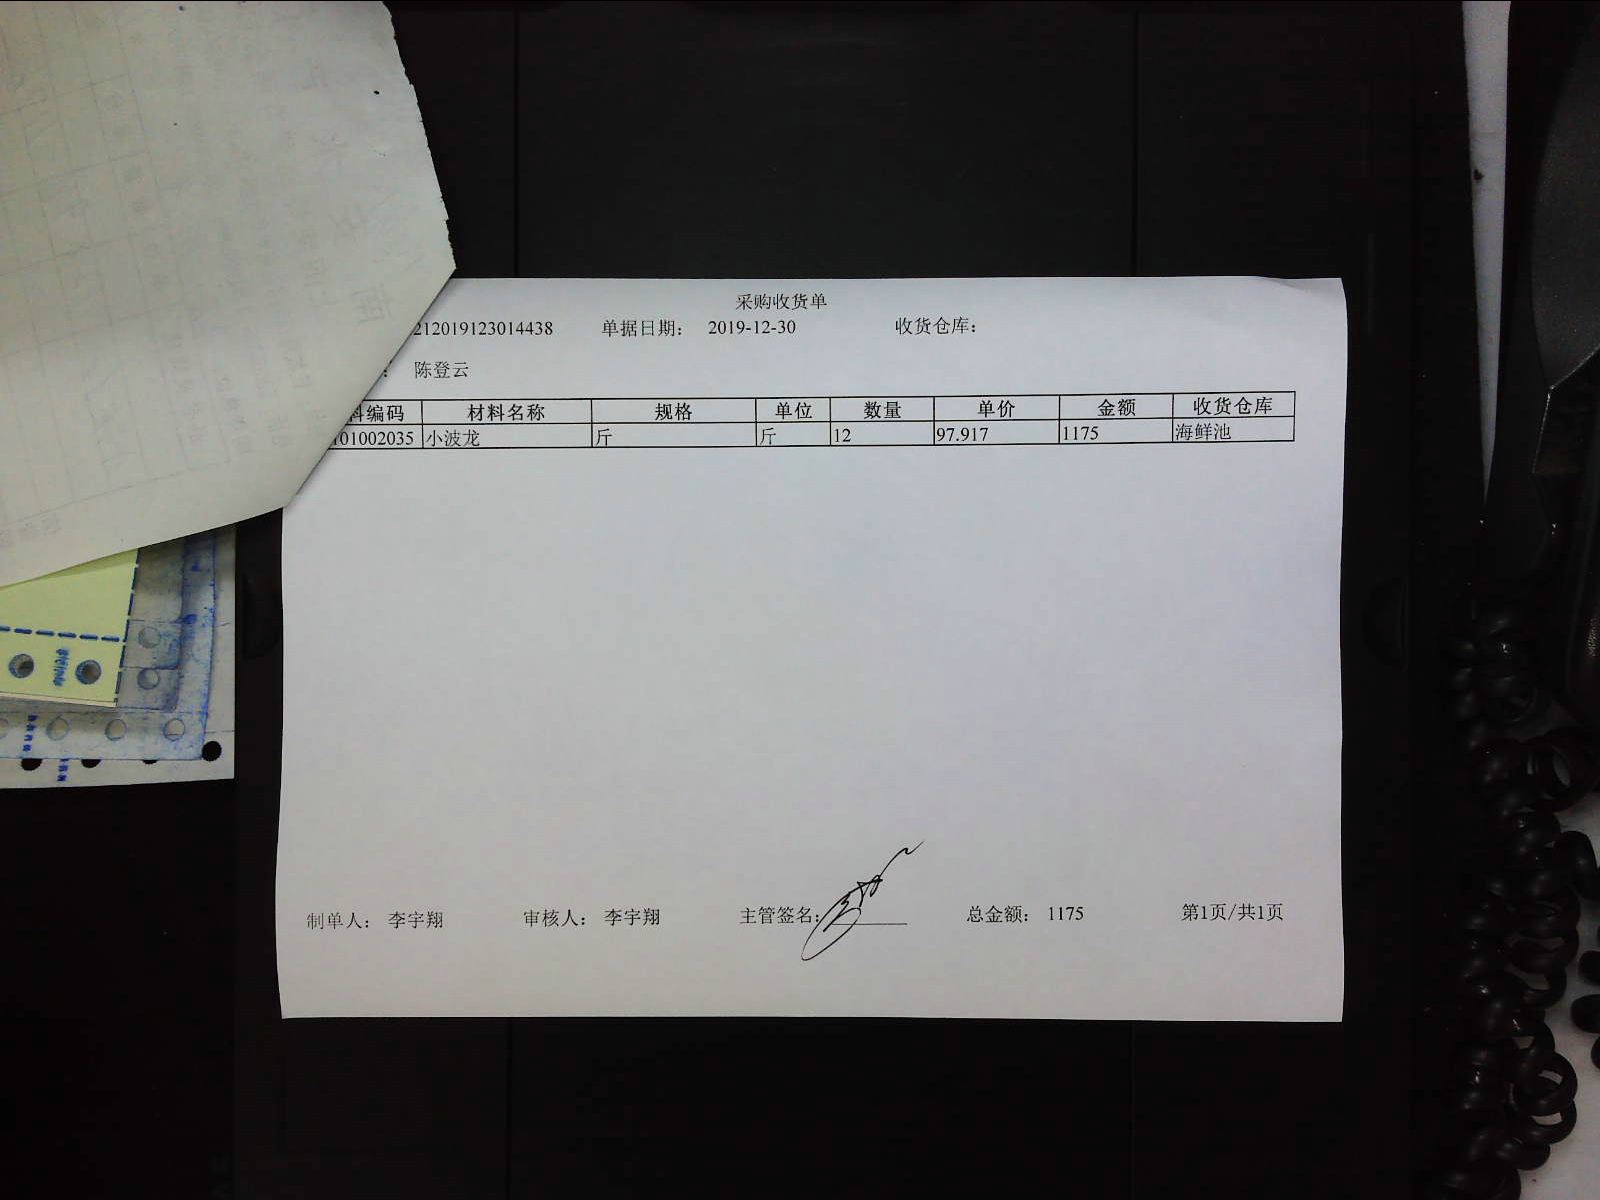 采购收货单
212019123014438 单据日期： 2019-12-30 收货仓库：
： 陈登云
料编码 材料名称 规格 单位 数量 单价 金额 收货仓库
101002035 小波龙 斤 斤 12 97.917 1175 海鲜池
制单人： 李宇翔 审核人： 李宇翔 主管签名： 总金额： 1175 第1页/共1页